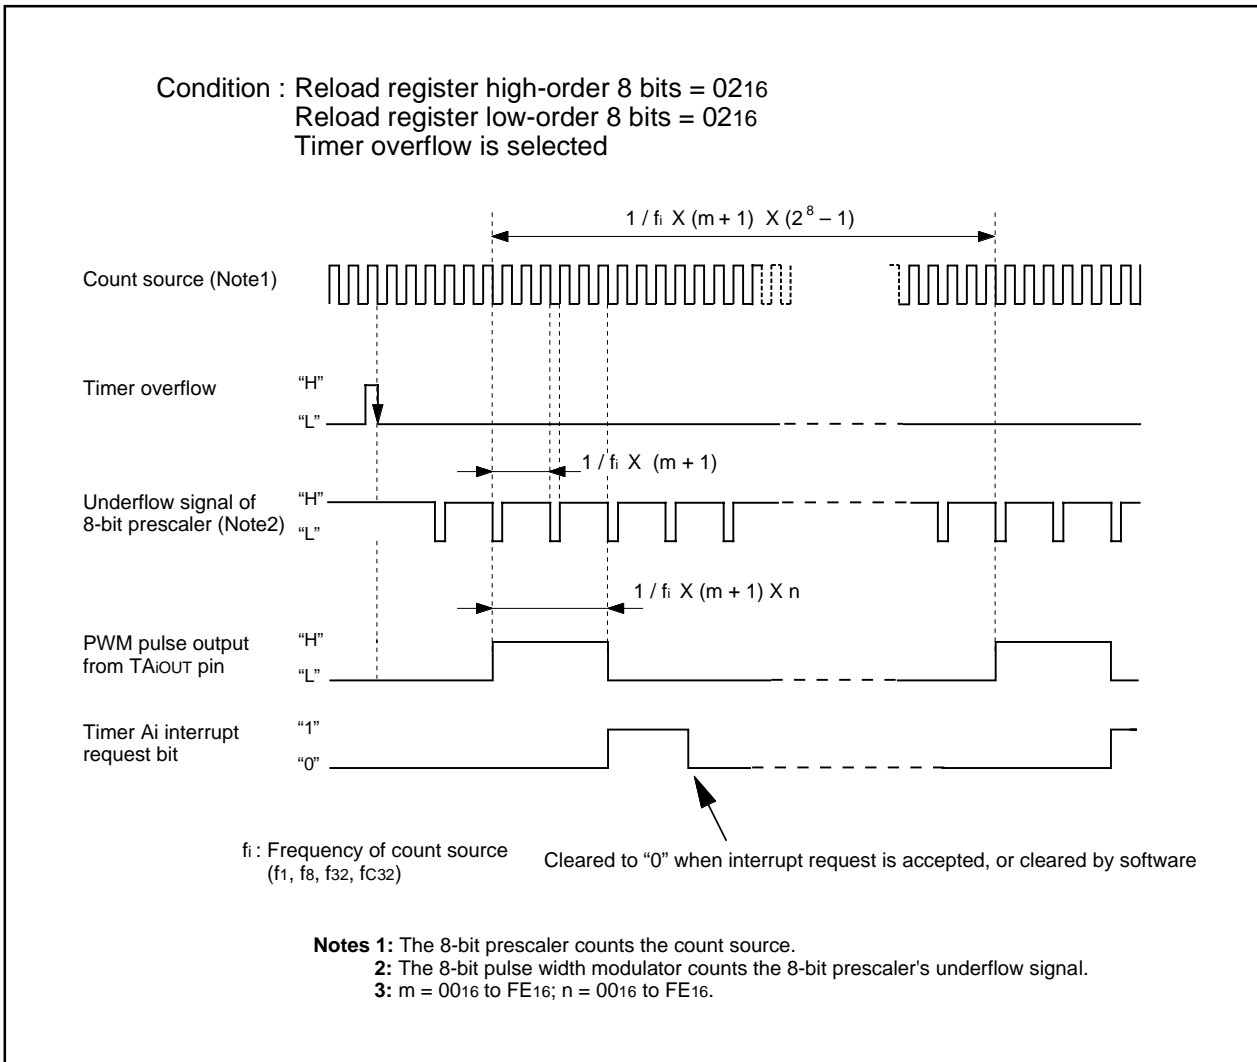 Condition : Reload register high-order 8 bits = 0216
Reload register low-order 8 bits = 0216
Timer overflow is selected
1 / fi X (m + 1) X (2^8 – 1)
Count source (Note1)
Timer overflow
“H”
“L”
1 / fi X (m + 1)
Underflow signal of
8-bit prescaler (Note2)
“H”
“L”
1 / fi X (m + 1) X n
PWM pulse output
from TAiOUT pin
“H”
“L”
Timer Ai interrupt
request bit
“1”
“0”
fi : Frequency of count source
(f1, f8, f32, fC32)
Cleared to “0” when interrupt request is accepted, or cleared by software
Notes 1: The 8-bit prescaler counts the count source.
2: The 8-bit pulse width modulator counts the 8-bit prescaler's underflow signal.
3: m = 0016 to FE16; n = 0016 to FE16.